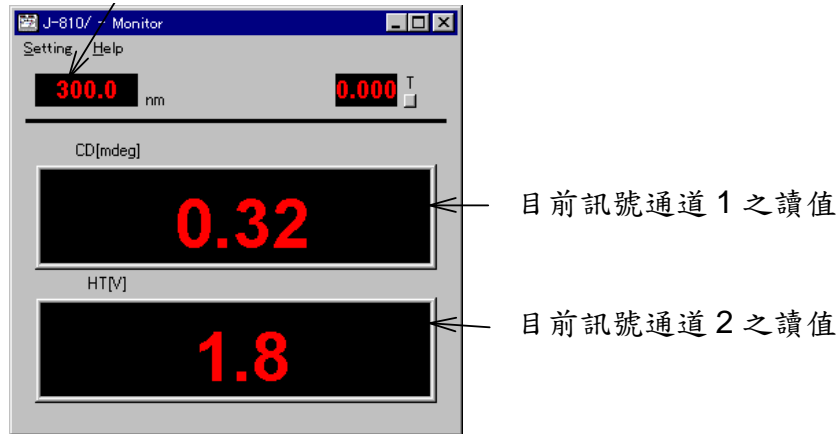 J-810/ - Monitor
Setting Help
300.0 nm 0.000 T
CD[mdeg]
0.32
目前訊號通道 1 之讀值
HT[V]
1.8
目前訊號通道 2 之讀值